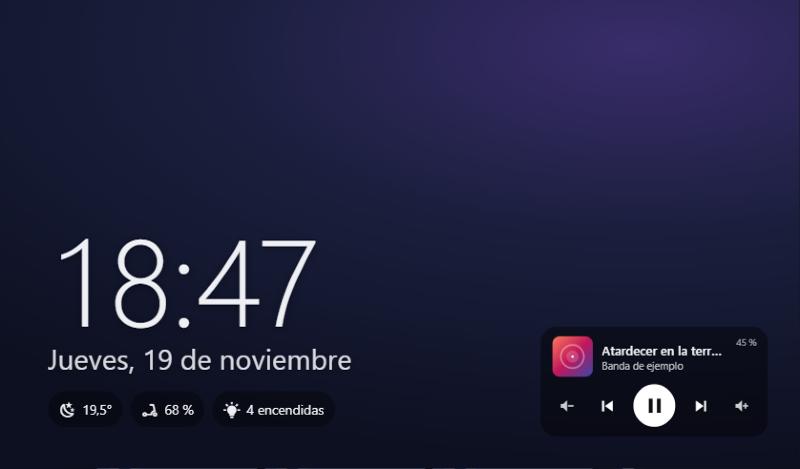 18:47
Jueves, 19 de noviembre
19,5°
68 %
4 encendidas
Atardecer en la terr...
45 %
Banda de ejemplo